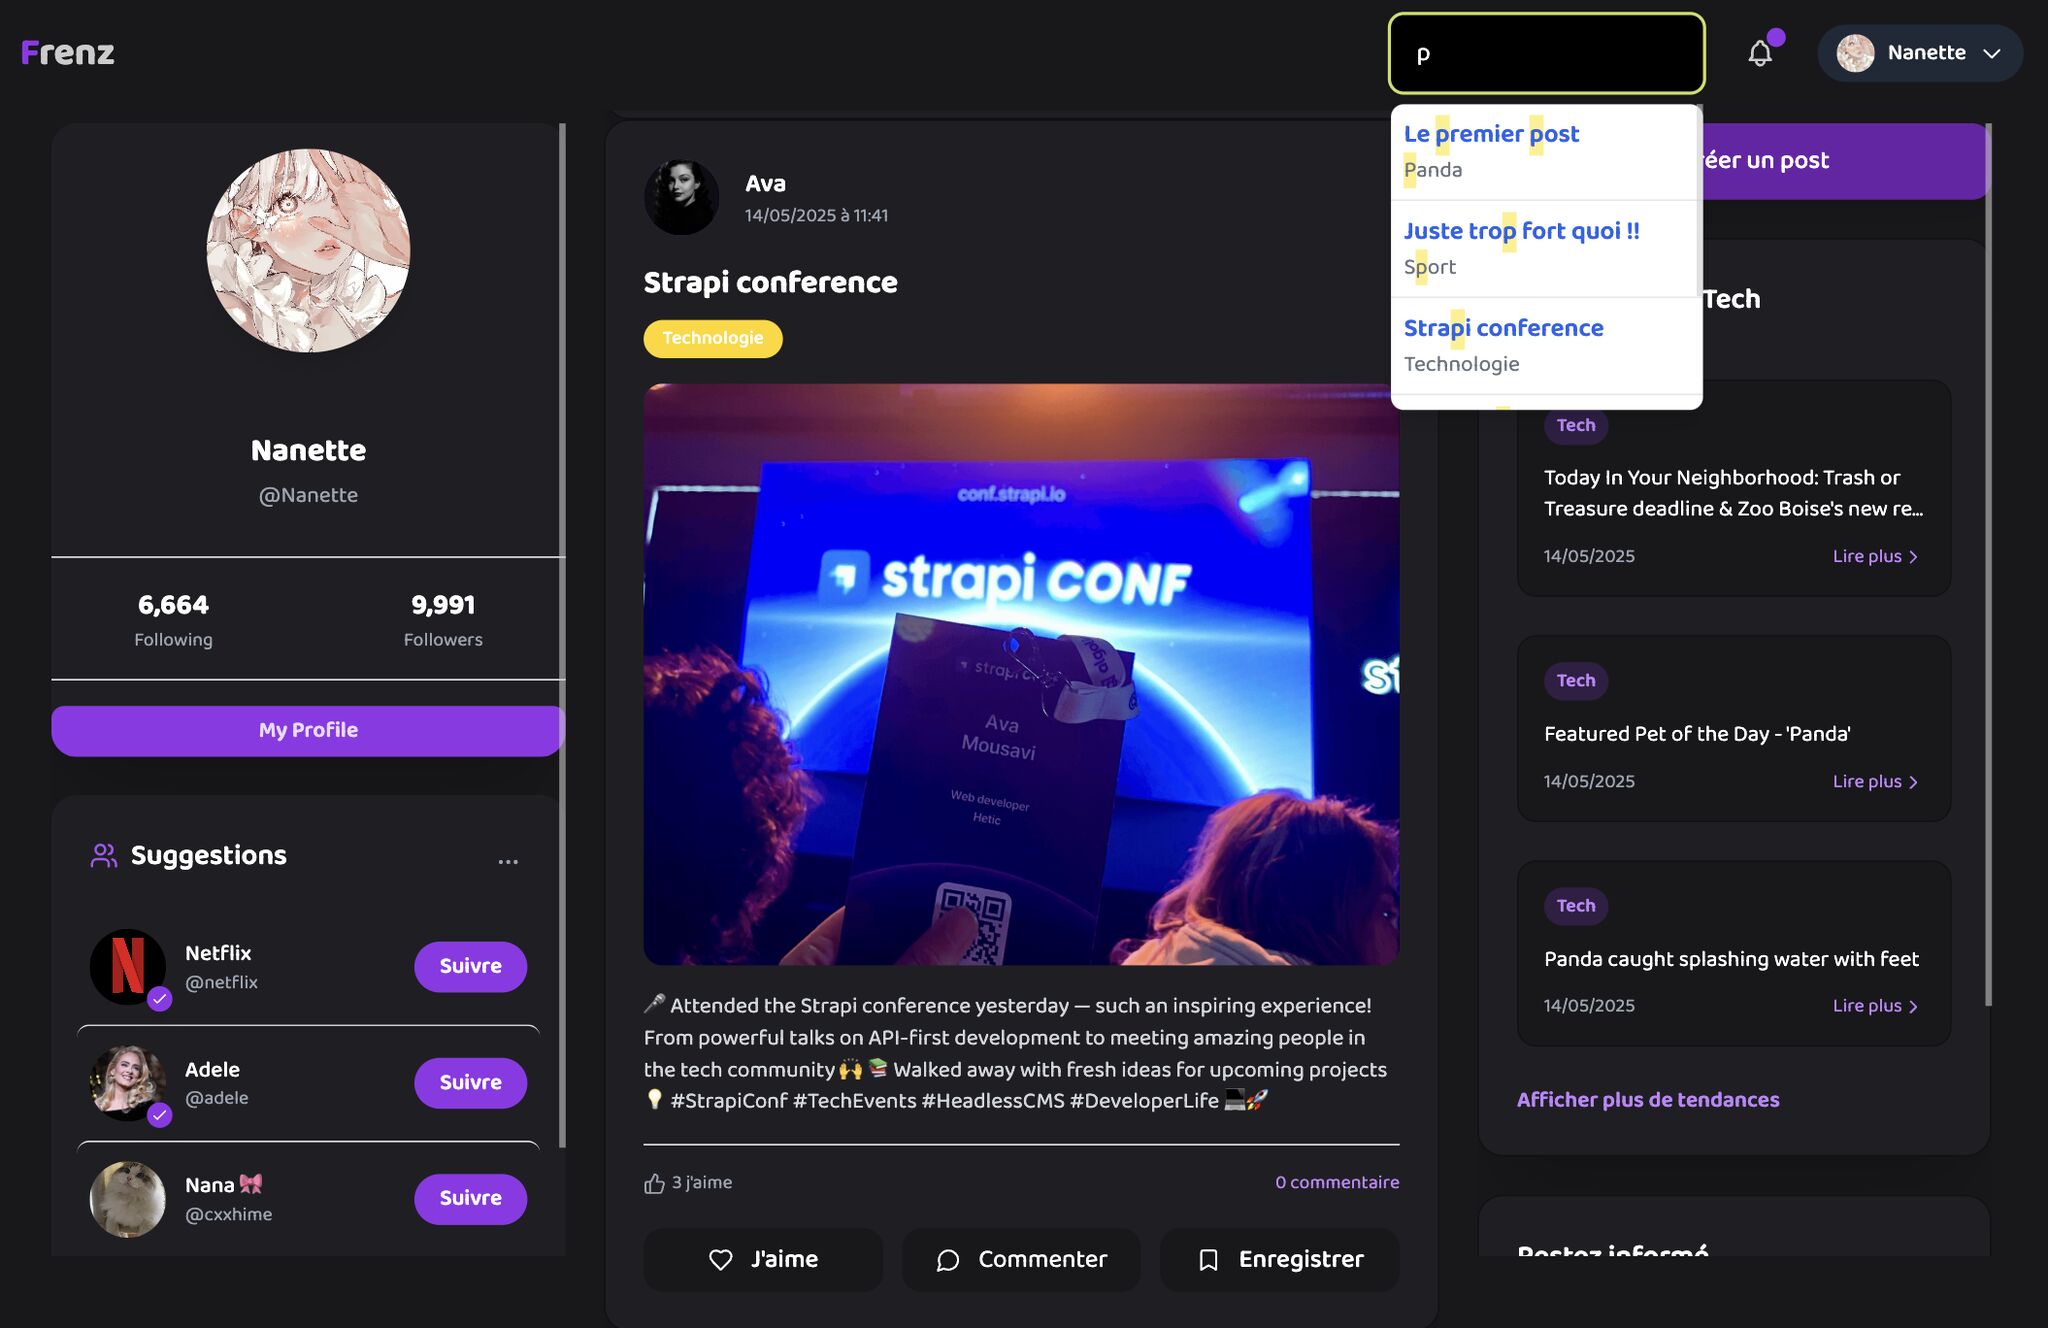 Frenz
p
Nanette
Le premier post
Panda
Juste trop fort quoi !!
Sport
Strapi conference
Technologie
Nanette
@Nanette
6,664
Following
9,991
Followers
My Profile
Suggestions
...
Netflix
@netflix
Suivre
Adele
@adele
Suivre
Nana 🎀
@cxxhime
Suivre
Ava
14/05/2025 à 11:41
Strapi conference
Technologie
conf.strapi.io
strapi CONF
Ava
Mousavi
Web developer
Hetic
🎤 Attended the Strapi conference yesterday — such an inspiring experience!
From powerful talks on API-first development to meeting amazing people in
the tech community 🙌 📚 Walked away with fresh ideas for upcoming projects
💡 #StrapiConf #TechEvents #HeadlessCMS #DeveloperLife 💻🚀
3 j'aime
0 commentaire
J'aime
Commenter
Enregistrer
réer un post
Tech
Tech
Today In Your Neighborhood: Trash or
Treasure deadline & Zoo Boise's new re...
14/05/2025
Lire plus
Tech
Featured Pet of the Day - 'Panda'
14/05/2025
Lire plus
Tech
Panda caught splashing water with feet
14/05/2025
Lire plus
Afficher plus de tendances